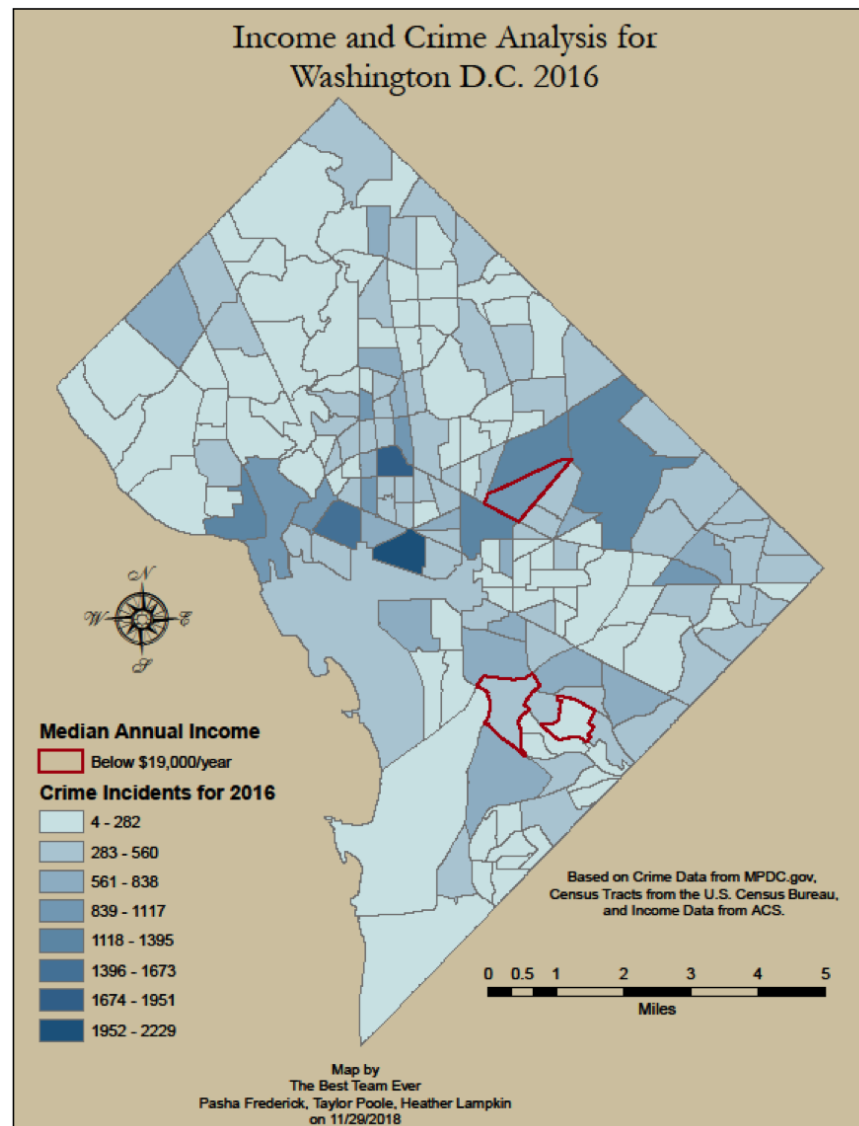 Income and Crime Analysis for
Washington D.C. 2016
N
W E
S
Median Annual Income
Below $19,000/year
Crime Incidents for 2016
4 - 282
283 - 560
561 - 838
839 - 1117
1118 - 1395
1396 - 1673
1674 - 1951
1952 - 2229
Based on Crime Data from MPDC.gov,
Census Tracts from the U.S. Census Bureau,
and Income Data from ACS.
0 0.5 1 2 3 4 5
Miles
Map by
The Best Team Ever
Pasha Frederick, Taylor Poole, Heather Lampkin
on 11/29/2018